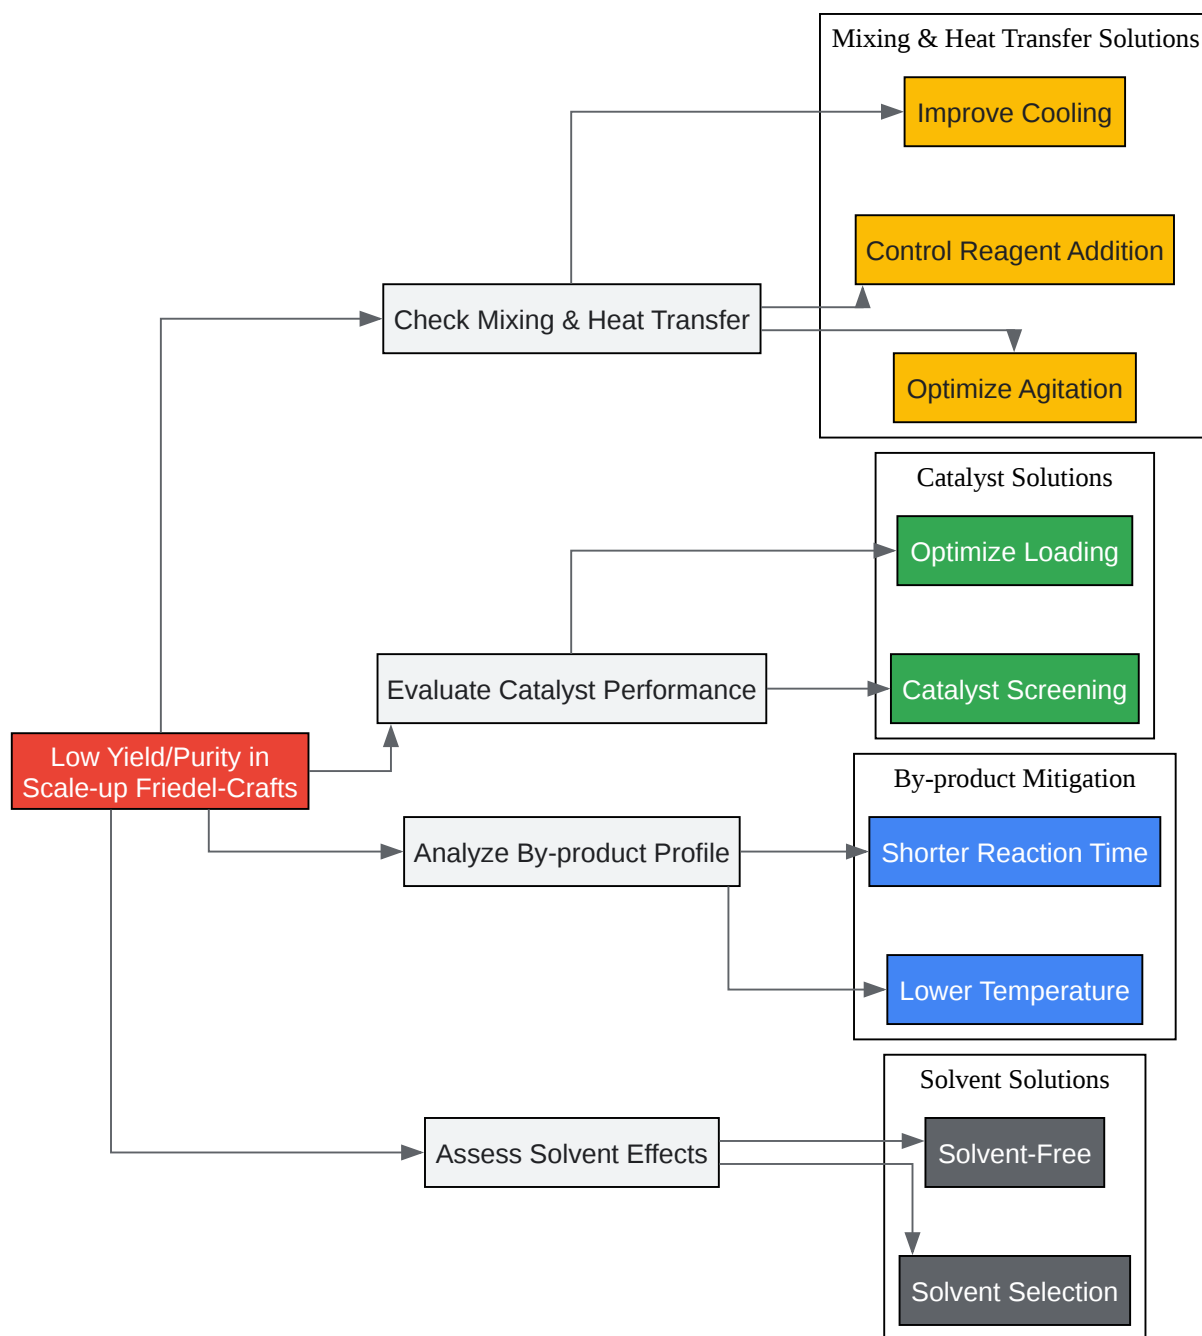 Mixing & Heat Transfer Solutions
Improve Cooling
Control Reagent Addition
Check Mixing & Heat Transfer
Optimize Agitation
Catalyst Solutions
Optimize Loading
Evaluate Catalyst Performance
Catalyst Screening
Low Yield/Purity in
Scale-up Friedel-Crafts
By-product Mitigation
Analyze By-product Profile
Shorter Reaction Time
Lower Temperature
Solvent Solutions
Assess Solvent Effects
Solvent-Free
Solvent Selection